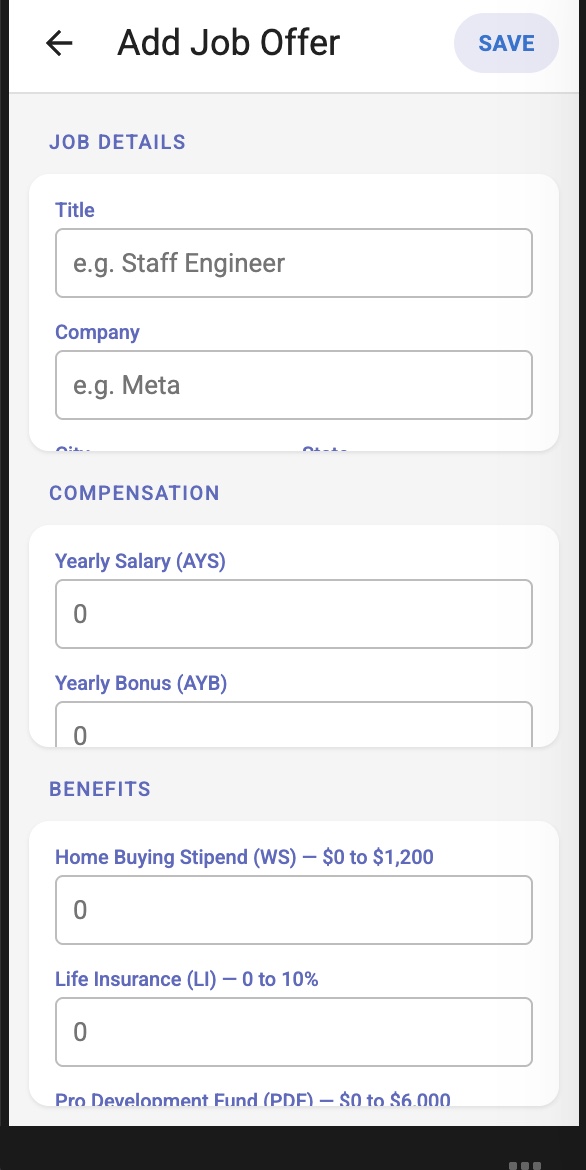 Add Job Offer SAVE
JOB DETAILS
Title
e.g. Staff Engineer
Company
e.g. Meta
City State
COMPENSATION
Yearly Salary (AYS)
0
Yearly Bonus (AYB)
0
BENEFITS
Home Buying Stipend (WS) — $0 to $1,200
0
Life Insurance (LI) — 0 to 10%
0
Pro Development Fund (PDF) — $0 to $6,000